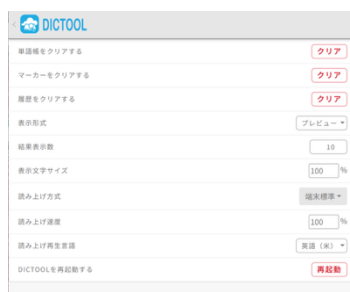 DICTOOL
単語帳をクリアする クリア
マーカーをクリアする クリア
履歴をクリアする クリア
表示形式 プレビュー
結果表示数 10
表示文字サイズ 100 %
読み上げ方式 端末標準
読み上げ速度 100 %
読み上げ再生言語 英語（米）
DICTOOLを再起動する 再起動